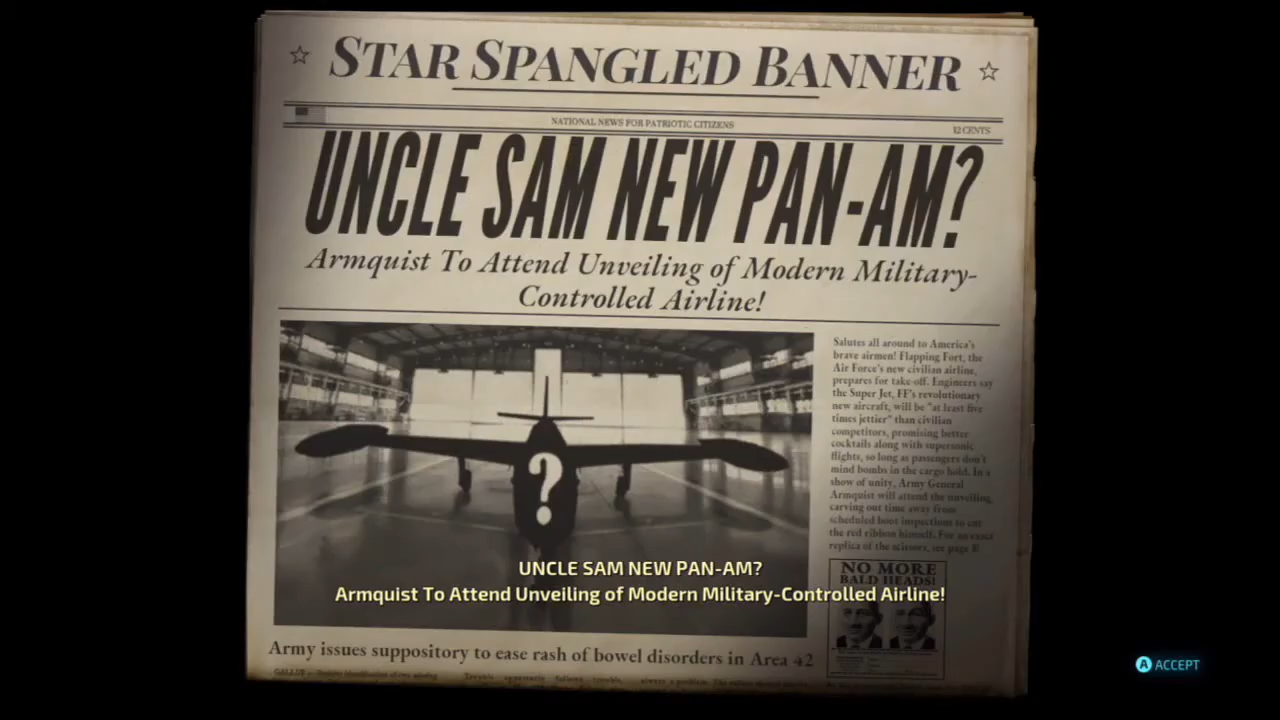 STAR SPANGLED BANNER
NATIONAL NEWS FOR PATRIOTIC CITIZENS
12 CENTS
UNCLE SAM NEW PAN-AM?
Armquist To Attend Unveiling of Modern Military-
Controlled Airline!
Salutes all around to America's
brave airmen! Flapping Fort, the
Air Force's new civilian airline,
prepares for take-off. Engineers say
the Super Jet, FF's revolutionary
new aircraft, will be "at least five
times jettier" than civilian
competitors, promising better
cocktails along with supersonic
flights, so long as passengers don't
mind bombs in the cargo hold. In a
show of unity, Army General
Armquist will attend the unveiling,
carving out time away from
scheduled boot inspections to cut
the red ribbon himself. For an exact
replica of the scissors, see page 8!
?
NO MORE
BALD HEADS!
UNCLE SAM NEW PAN-AM?
Armquist To Attend Unveiling of Modern Military-Controlled Airline!
Army issues suppository to ease rash of bowel disorders in Area 42
A ACCEPT